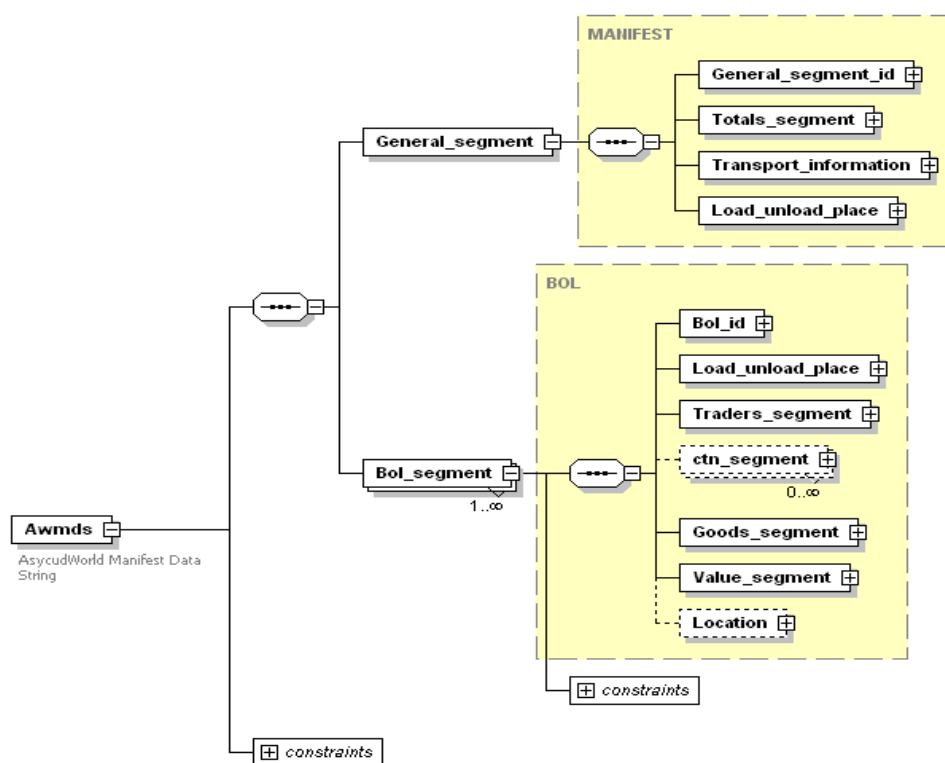 MANIFEST
General_segment_id
Totals_segment
General_segment
Transport_information
Load_unload_place
BOL
Bol_id
Load_unload_place
Traders_segment
Bol_segment
ctn_segment
0..∞
1..∞
Goods_segment
Awmds
AsycudWorld Manifest Data
String
Value_segment
Location
constraints
constraints